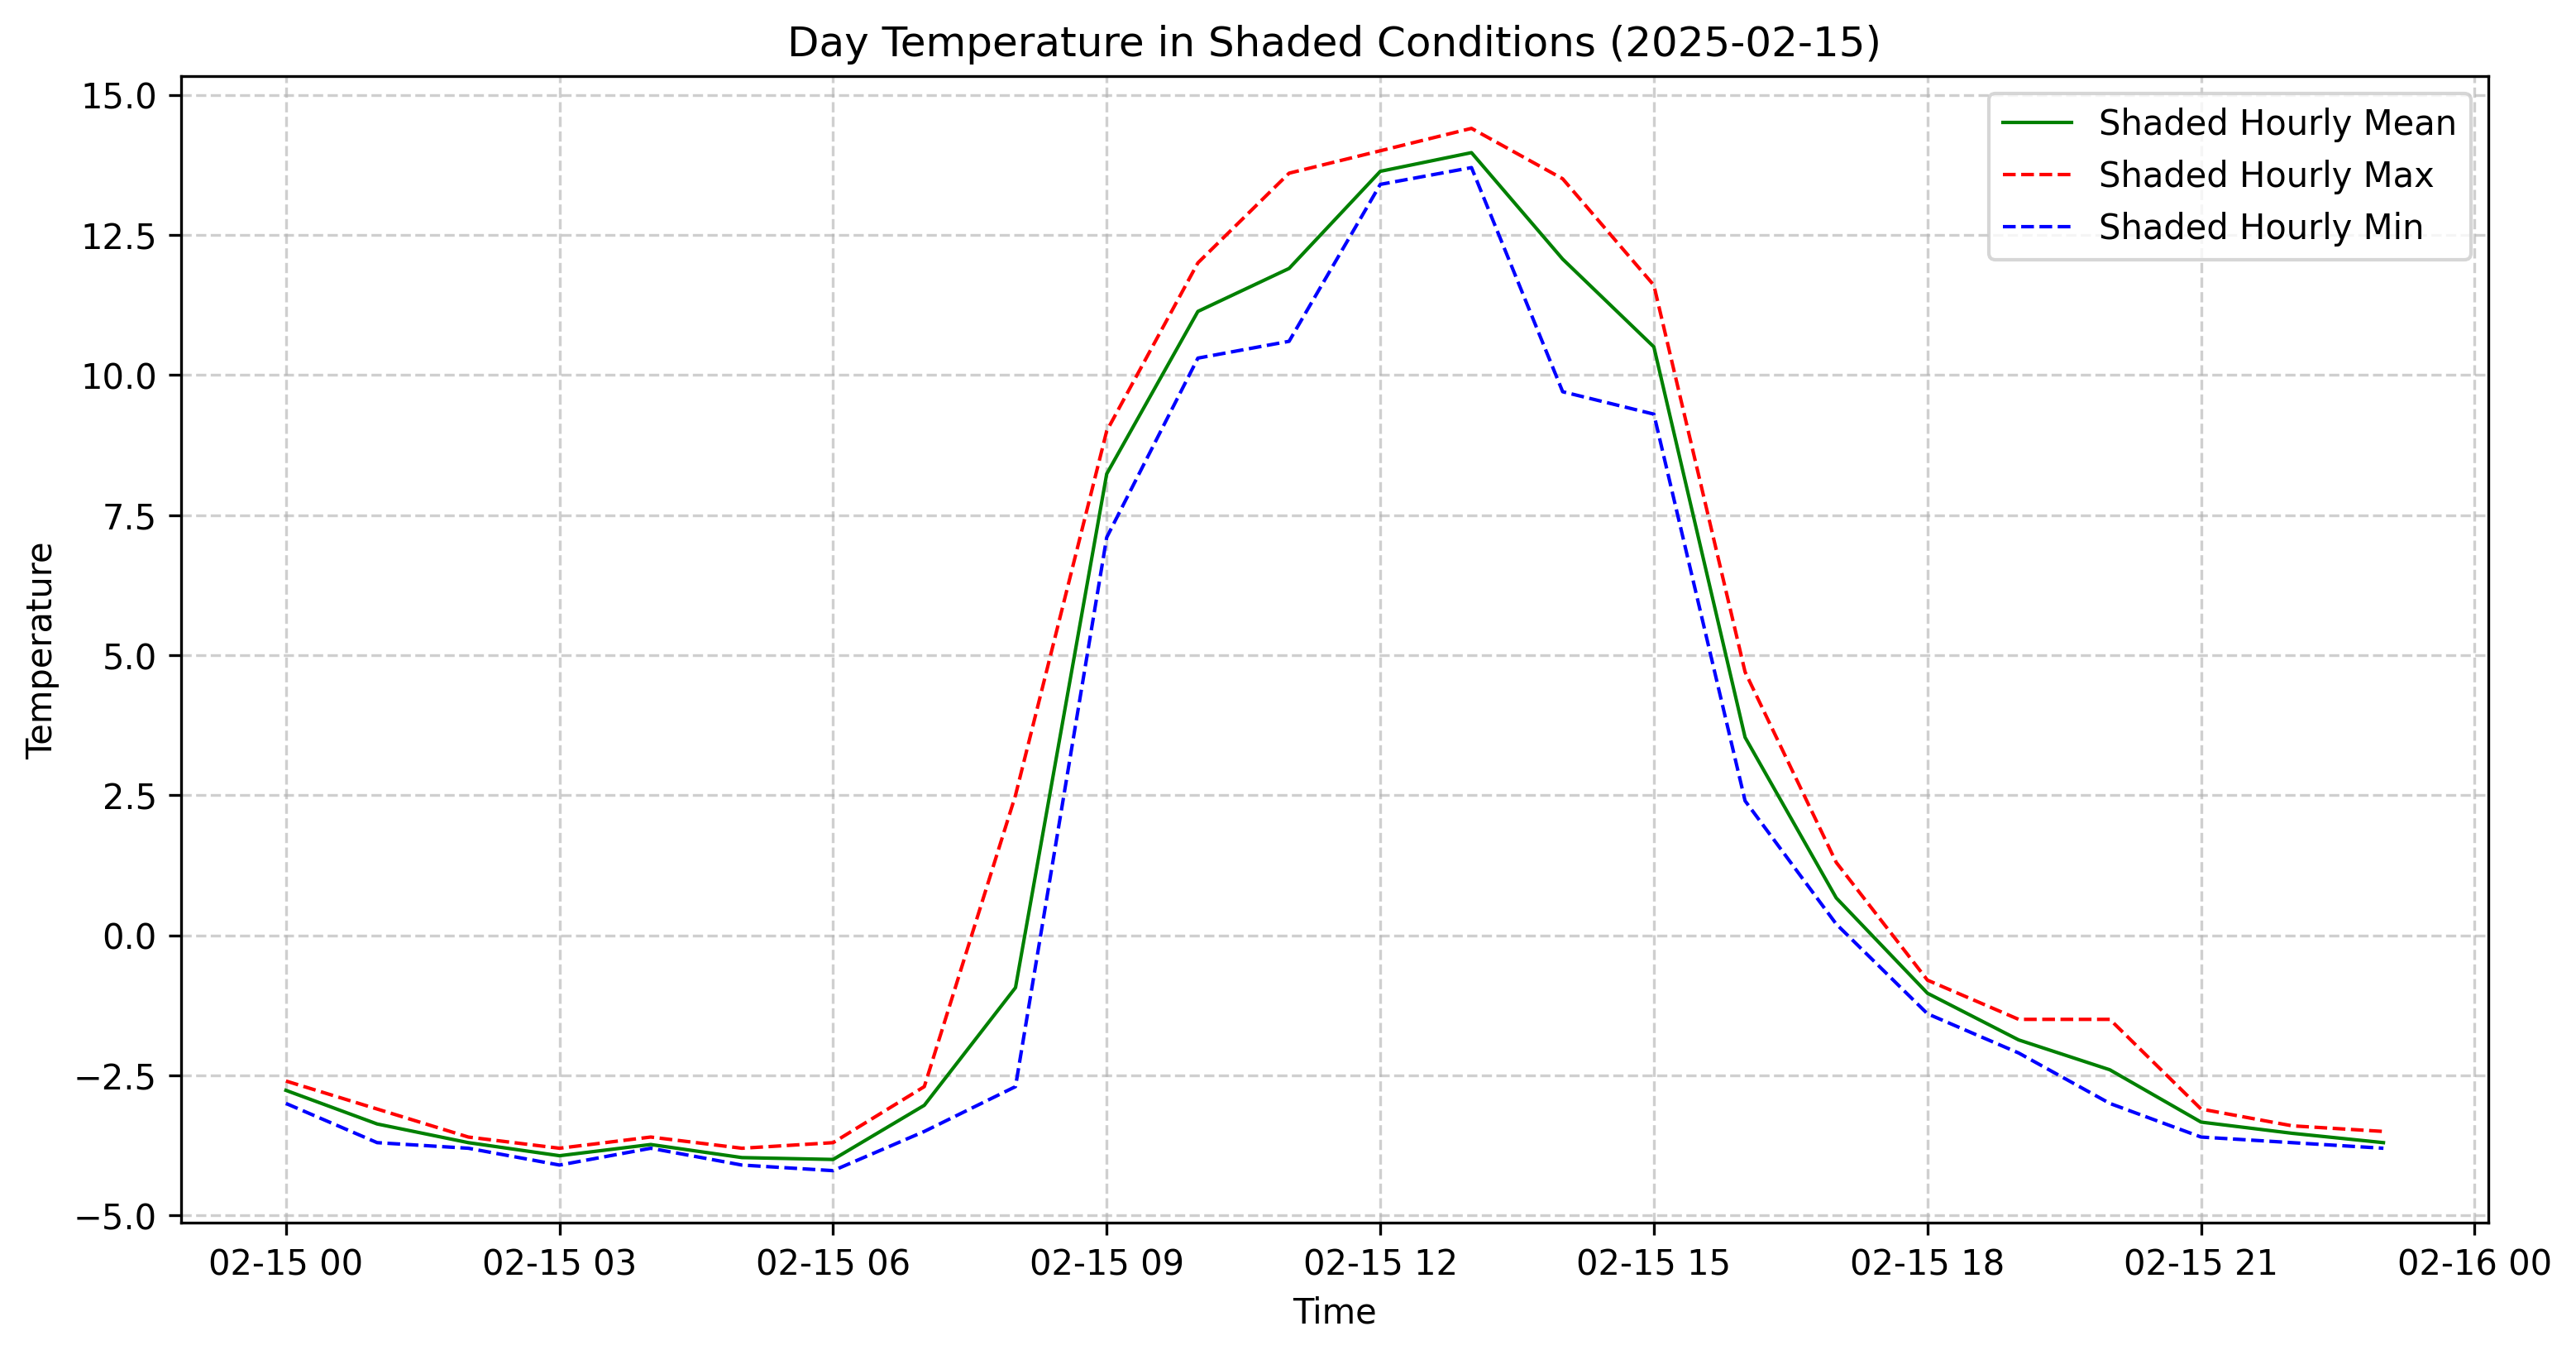 Day Temperature in Shaded Conditions (2025-02-15)
Shaded Hourly Mean
Shaded Hourly Max
Shaded Hourly Min
Temperature
15.0
12.5
10.0
7.5
5.0
2.5
0.0
−2.5
−5.0
02-15 00 02-15 03 02-15 06 02-15 09 02-15 12 02-15 15 02-15 18 02-15 21 02-16 00
Time